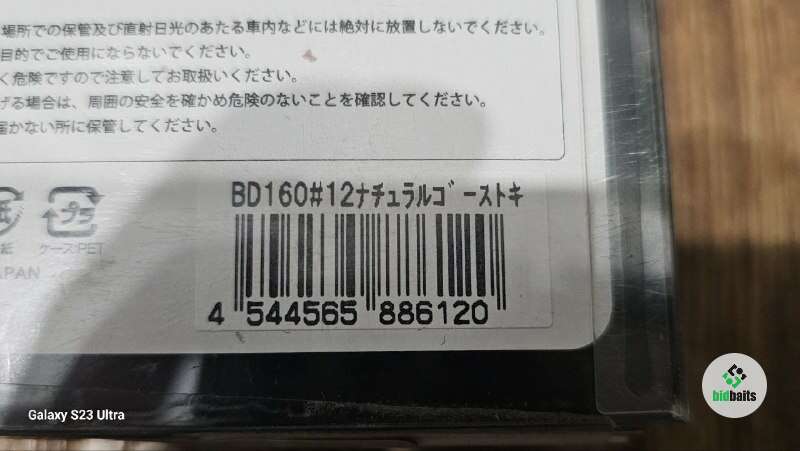 場所での保管及び直射日光のあたる車内などには絶対に放置しないでください。
目的でご使用にならないでください。
く危険ですので注意してお取扱いください。
げる場合は、周囲の安全を確かめ危険のないことを確認してください。
届かない所に保管してください。
BD160#12ナチュラルゴーストキ
紙
プラ
ケース:PET
APAN
4 544565 886120
Galaxy S23 Ultra
bidbaits